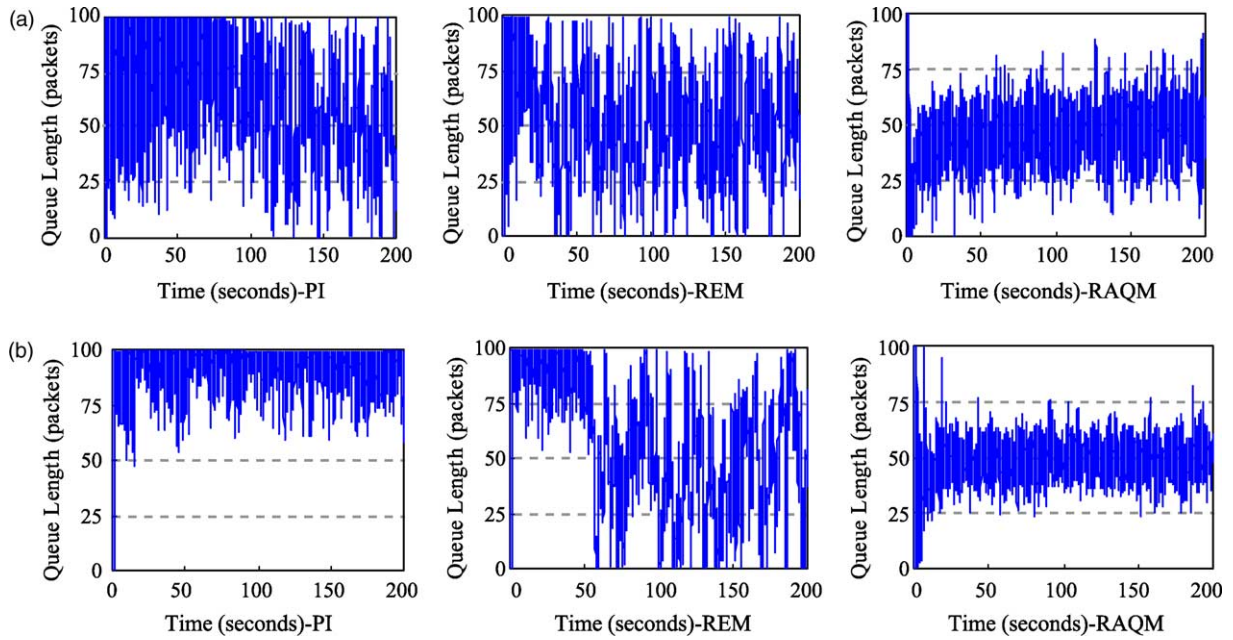 (a)
Queue Length (packets)
100
75
50
25
0
0 50 100 150 200
Time (seconds)-PI
Queue Length (packets)
100
75
50
25
0
0 50 100 150 200
Time (seconds)-REM
Queue Length (packets)
100
75
50
25
0
0 50 100 150 200
Time (seconds)-RAQM
(b)
Queue Length (packets)
100
75
50
25
0
0 50 100 150 200
Time (seconds)-PI
Queue Length (packets)
100
75
50
25
0
0 50 100 150 200
Time (seconds)-REM
Queue Length (packets)
100
75
50
25
0
0 50 100 150 200
Time (seconds)-RAQM